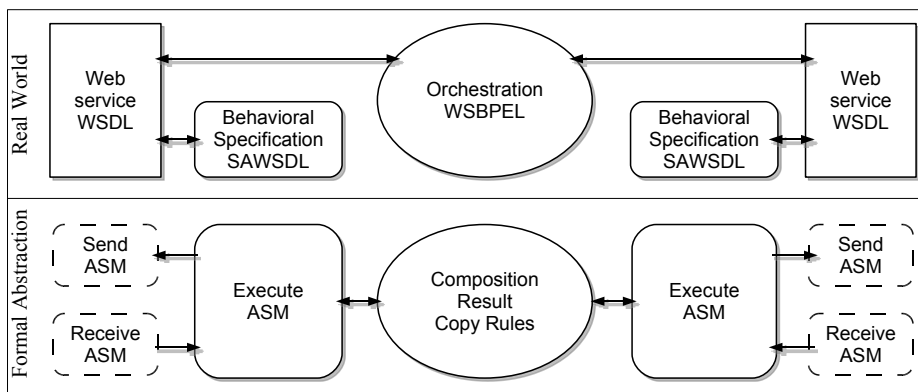 Real World
Web
service
WSDL
Behavioral
Specification
SAWSDL
Orchestration
WSBPEL
Behavioral
Specification
SAWSDL
Web
service
WSDL
Formal Abstraction
Send
ASM
Receive
ASM
Execute
ASM
Composition
Result
Copy Rules
Execute
ASM
Send
ASM
Receive
ASM